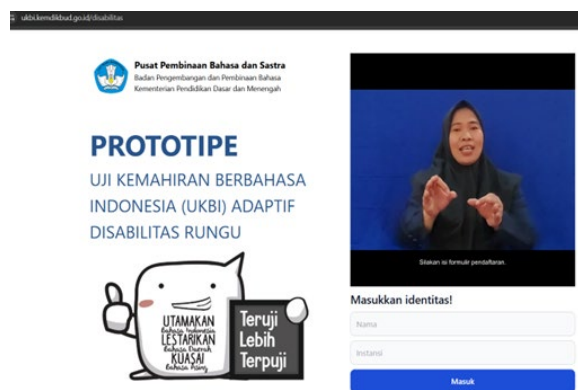 ukbi.kemdikbud.go.id/disabilitas
Pusat Pembinaan Bahasa dan Sastra
Badan Pengembangan dan Pembinaan Bahasa
Kementerian Pendidikan Dasar dan Menengah
PROTOTIPE
UJI KEMAHIRAN BERBAHASA
INDONESIA (UKBI) ADAPTIF
DISABILITAS RUNGU
UTAMAKAN
Bahasa Indonesia
LESTARIKAN
Bahasa Daerah
KUASAI
Bahasa Asing
Teruji
Lebih
Terpuji
Silakan isi formulir pendaftaran.
Masukkan identitas!
Nama
Instansi
Masuk